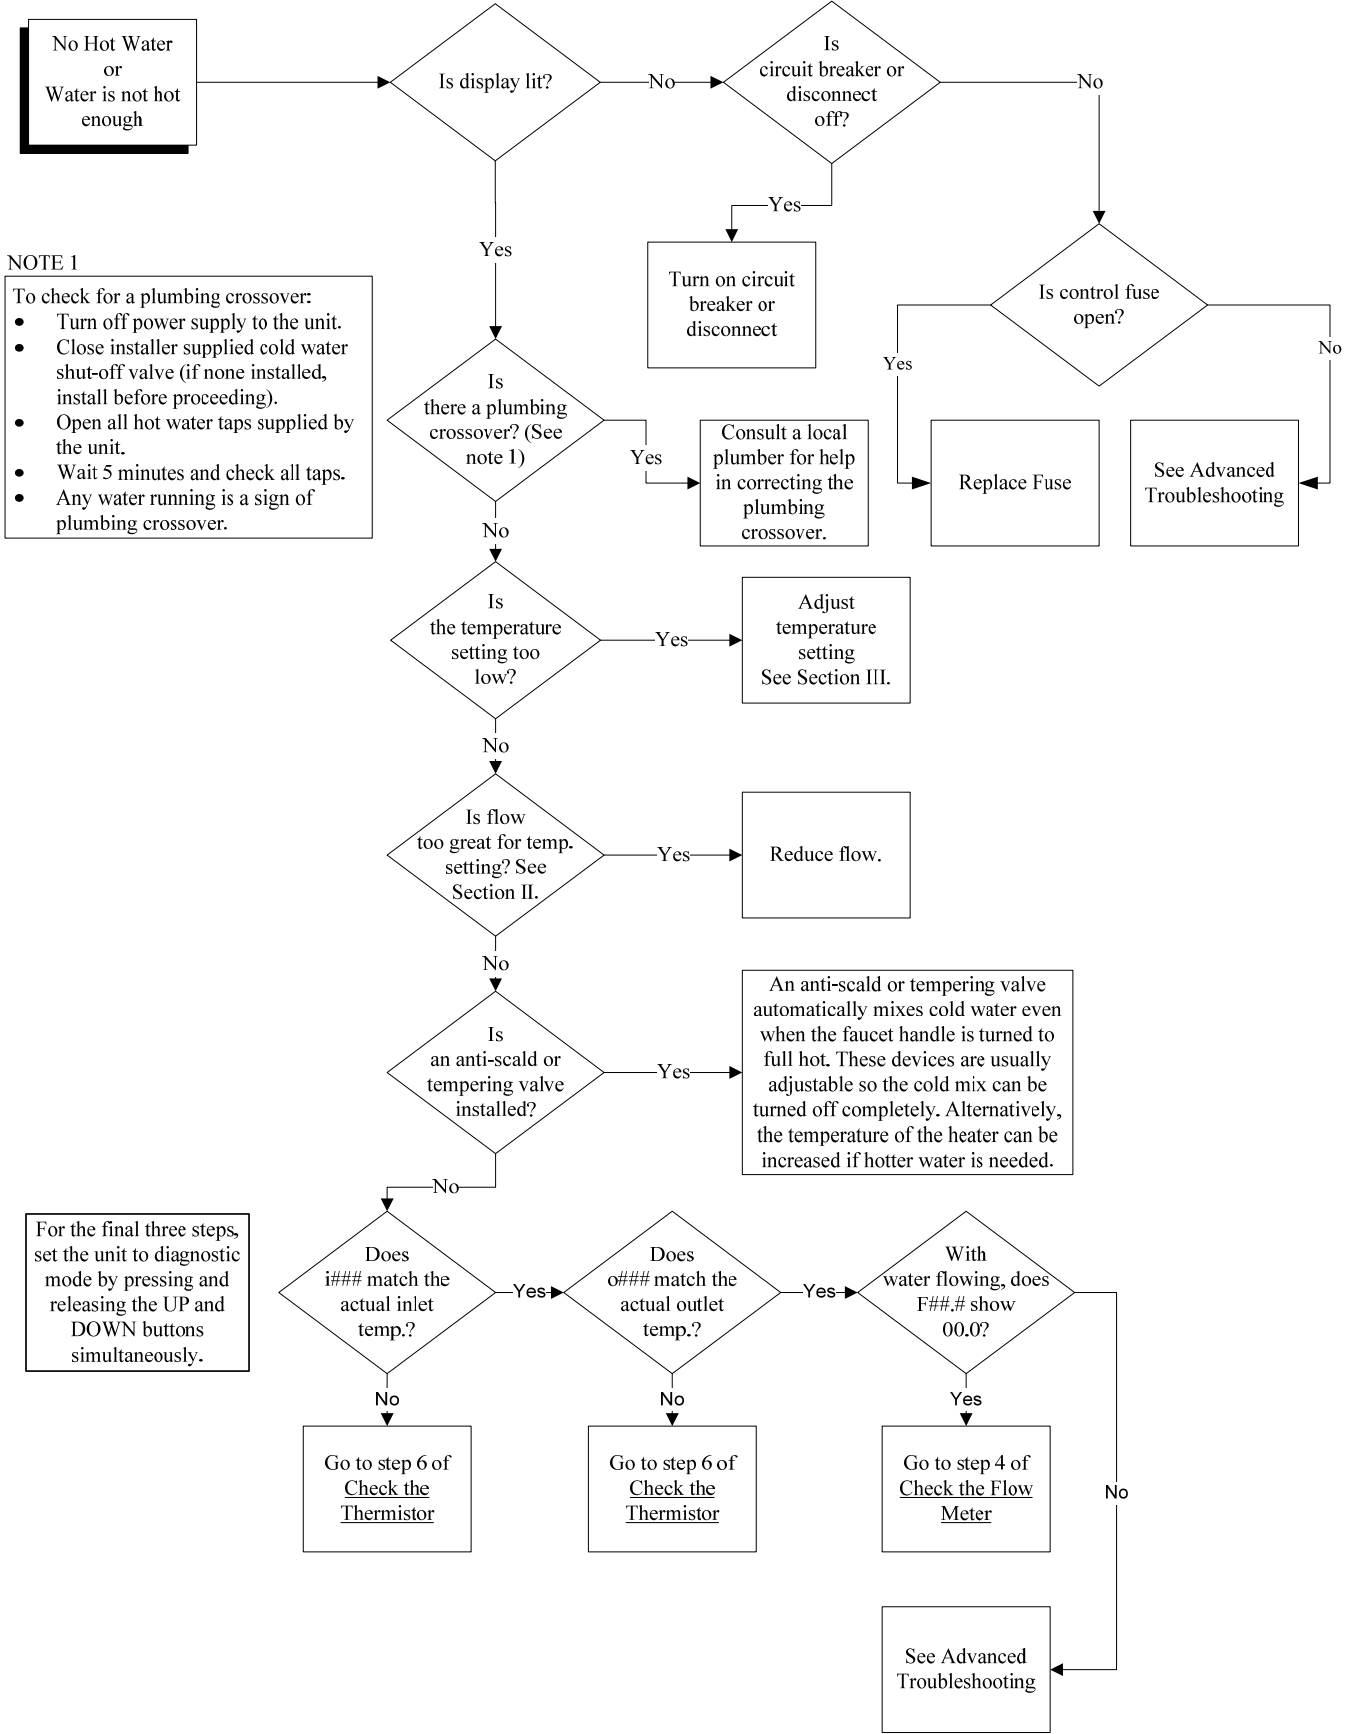 No Hot Water
or
Water is not hot
enough
Is display lit?
No
Is
circuit breaker or
disconnect
off?
No
Yes
Yes
Turn on circuit
breaker or
disconnect
Is control fuse
open?
Yes
No
Replace Fuse
See Advanced
Troubleshooting
NOTE 1
To check for a plumbing crossover:
• Turn off power supply to the unit.
• Close installer supplied cold water
shut-off valve (if none installed,
install before proceeding).
• Open all hot water taps supplied by
the unit.
• Wait 5 minutes and check all taps.
• Any water running is a sign of
plumbing crossover.
Is
there a plumbing
crossover? (See
note 1)
Yes
Consult a local
plumber for help
in correcting the
plumbing
crossover.
No
Is
the temperature
setting too
low?
Yes
Adjust
temperature
setting
See Section III.
No
Is flow
too great for temp.
setting? See
Section II.
Yes
Reduce flow.
No
Is
an anti-scald or
tempering valve
installed?
Yes
An anti-scald or tempering valve
automatically mixes cold water even
when the faucet handle is turned to
full hot. These devices are usually
adjustable so the cold mix can be
turned off completely. Alternatively,
the temperature of the heater can be
increased if hotter water is needed.
No
For the final three steps,
set the unit to diagnostic
mode by pressing and
releasing the UP and
DOWN buttons
simultaneously.
Does
i### match the
actual inlet
temp.?
Yes
Does
o### match the
actual outlet
temp.?
Yes
With
water flowing, does
F##.# show
00.0?
No
No
Yes
Go to step 6 of
Check the
Thermistor
Go to step 6 of
Check the
Thermistor
Go to step 4 of
Check the Flow
Meter
No
See Advanced
Troubleshooting